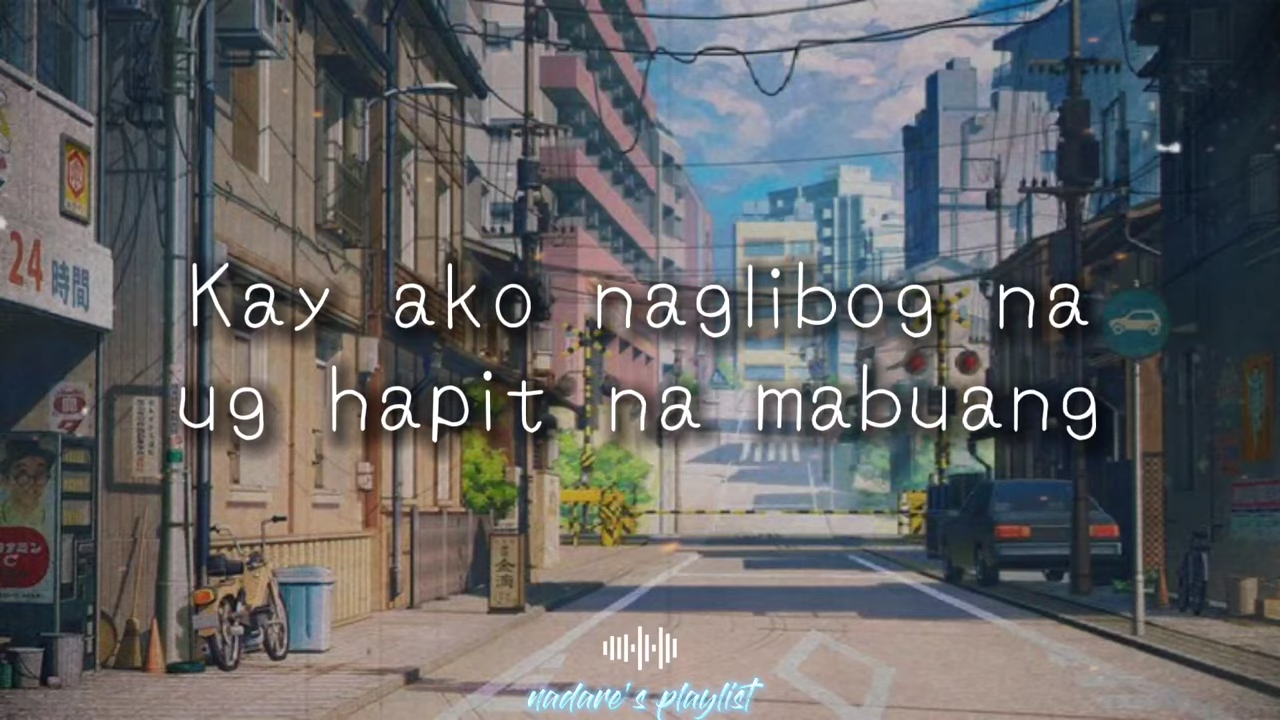 24 時間
Kay ako naglibog na
ug hapit na mabuang
nadare's playlist